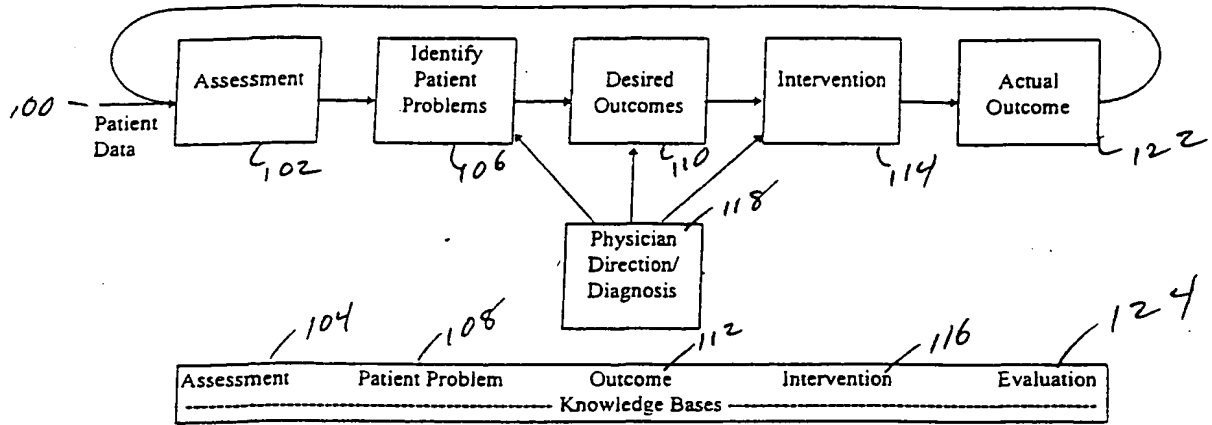 Assessment
Identify
Patient
Problems
Desired
Outcomes
Intervention
Actual
Outcome
100
Patient
Data
102
106
110
114
122
118
Physician
Direction/
Diagnosis
104
108
112
116
124
Assessment Patient Problem Outcome Intervention Evaluation
Knowledge Bases